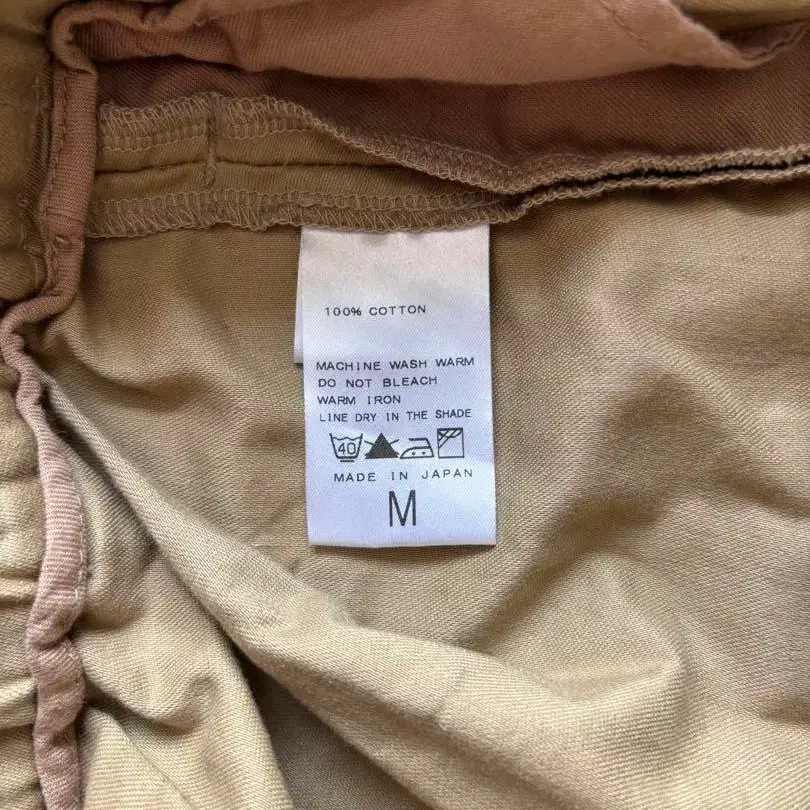 100% COTTON
MACHINE WASH WARM
DO NOT BLEACH
WARM IRON
LINE DRY IN THE SHADE
40
MADE IN JAPAN
M